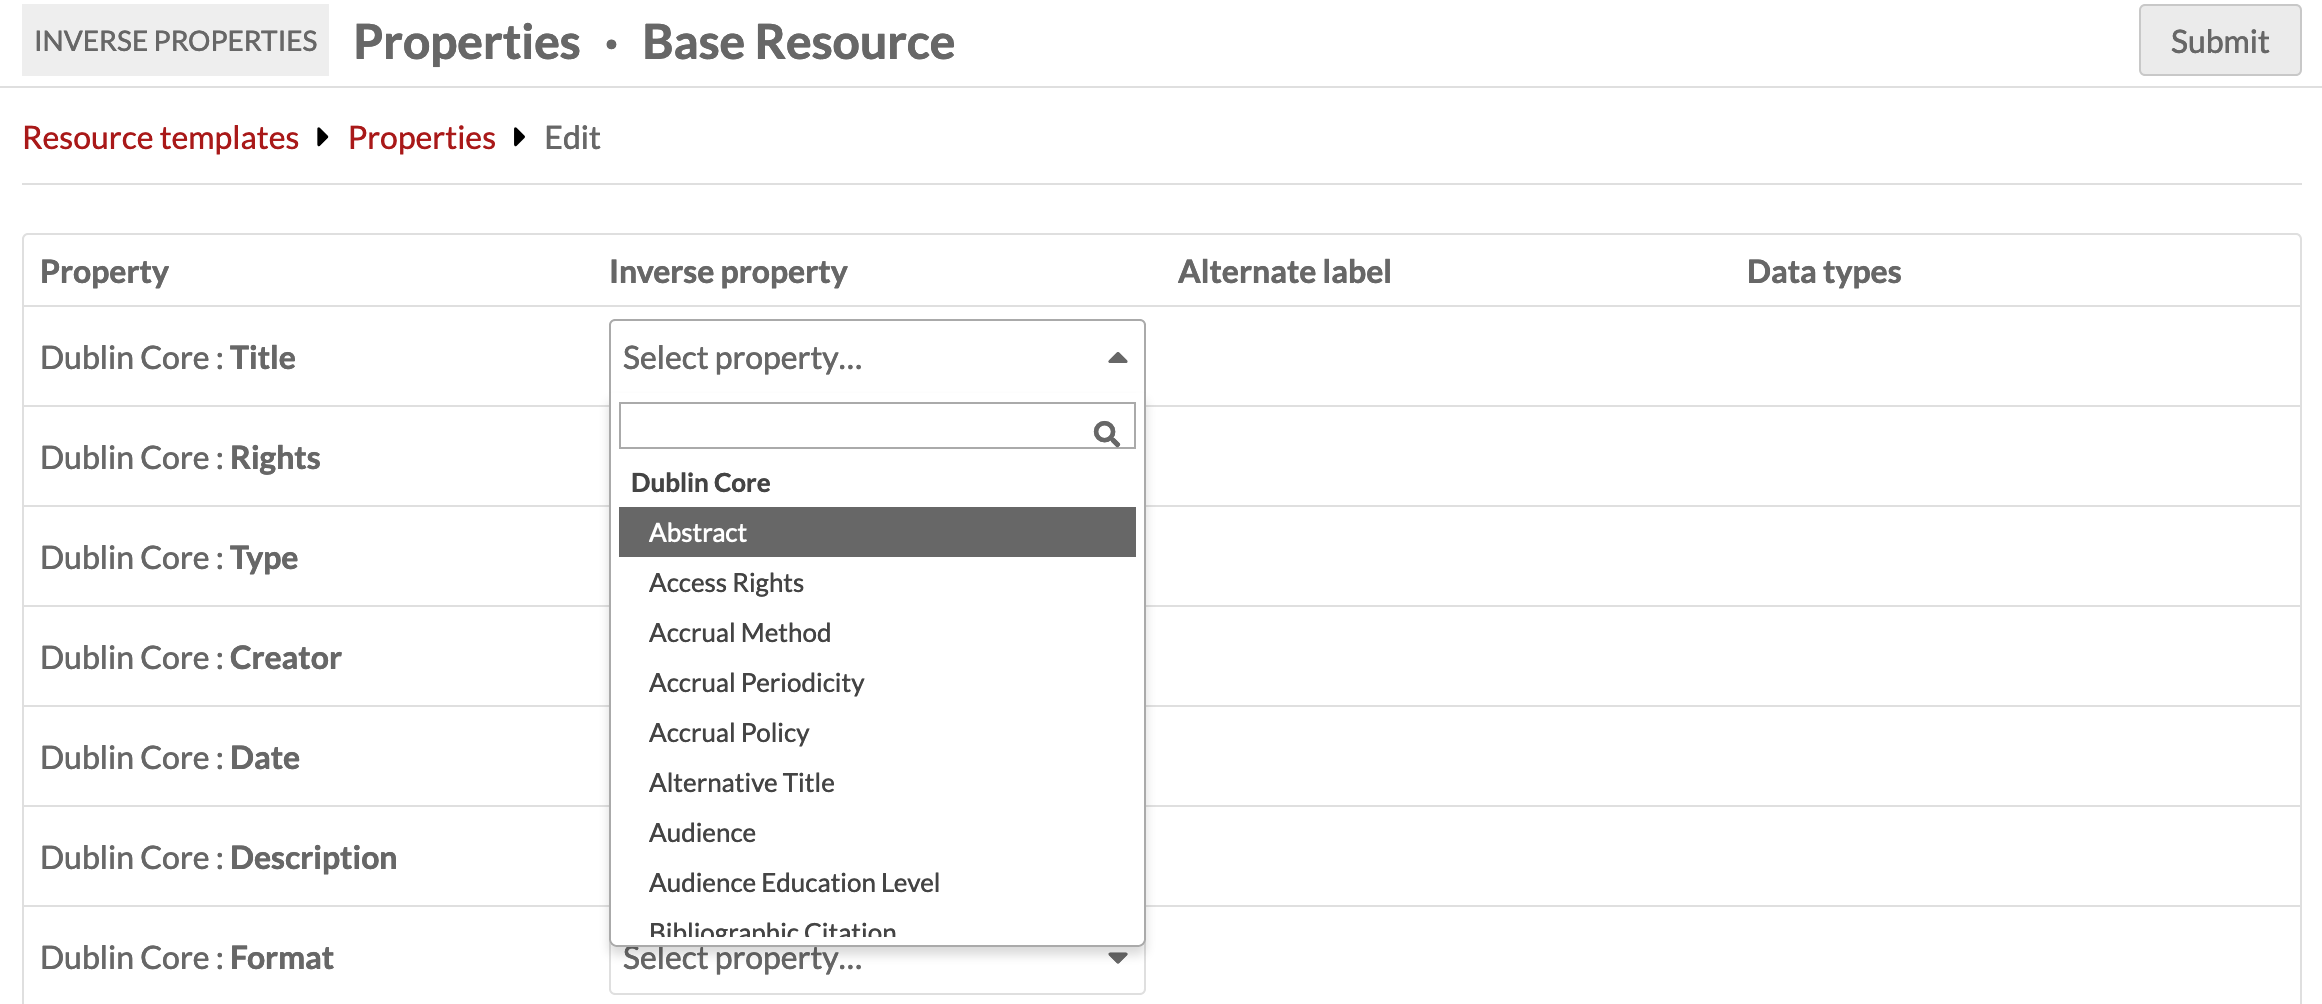 INVERSE PROPERTIES Properties · Base Resource Submit
Resource templates Properties Edit
Property Inverse property Alternate label Data types
Dublin Core : Title Select property...
Dublin Core : Rights
Dublin Core
Dublin Core : Type Abstract
Access Rights
Dublin Core : Creator Accrual Method
Accrual Periodicity
Dublin Core : Date Accrual Policy
Alternative Title
Dublin Core : Description Audience
Audience Education Level
Bibliographic Citation
Dublin Core : Format Select property...